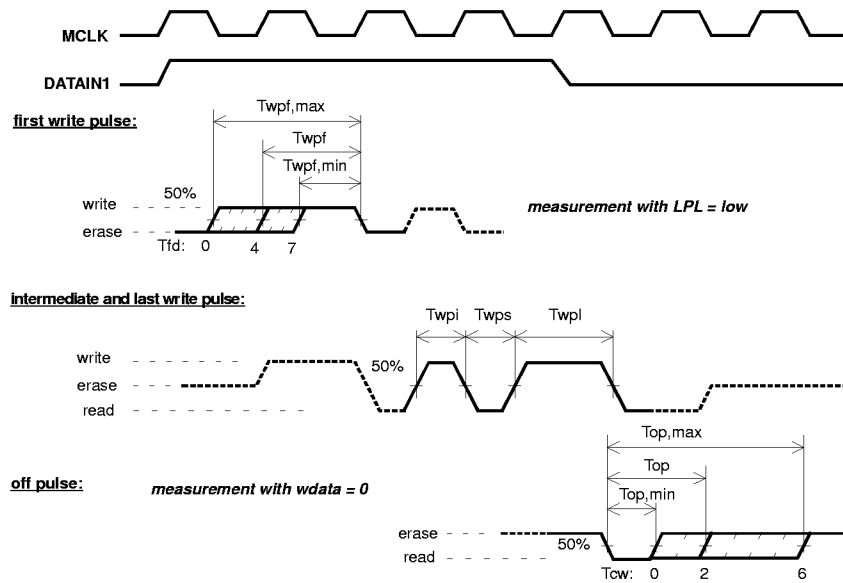 MCLK
DATAIN1
first write pulse:
Twpf,max
Twpf
Twpf,min
50%
write
erase
measurement with LPL = low
Tfd: 0 4 7
intermediate and last write pulse:
Twpi Twps Twpl
write
50%
erase
read
Top,max
Top
Top,min
off pulse:
measurement with wdata = 0
erase
50%
read
Tcw: 0 2 6